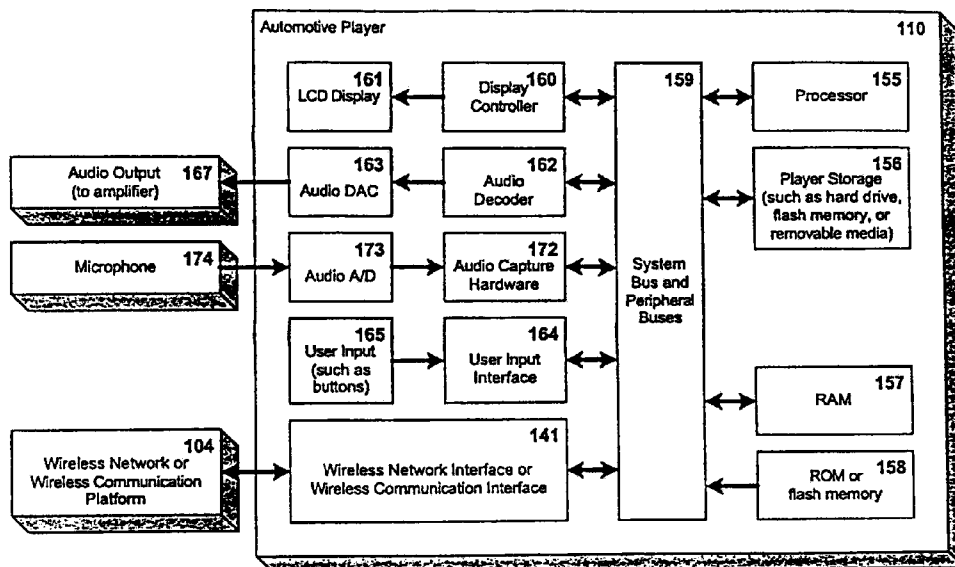 Automotive Player
110
161
LCD Display
160
Display
Controller
159
System
Bus and
Peripheral
Buses
155
Processor
Audio Output
(to amplifier)
167
163
Audio DAC
162
Audio
Decoder
156
Player Storage
(such as hard drive,
flash memory, or
removable media)
Microphone
174
173
Audio A/D
172
Audio Capture
Hardware
165
User Input
(such as
buttons)
164
User Input
Interface
157
RAM
104
Wireless Network or
Wireless Communication
Platform
141
Wireless Network Interface or
Wireless Communication Interface
158
ROM or
flash memory